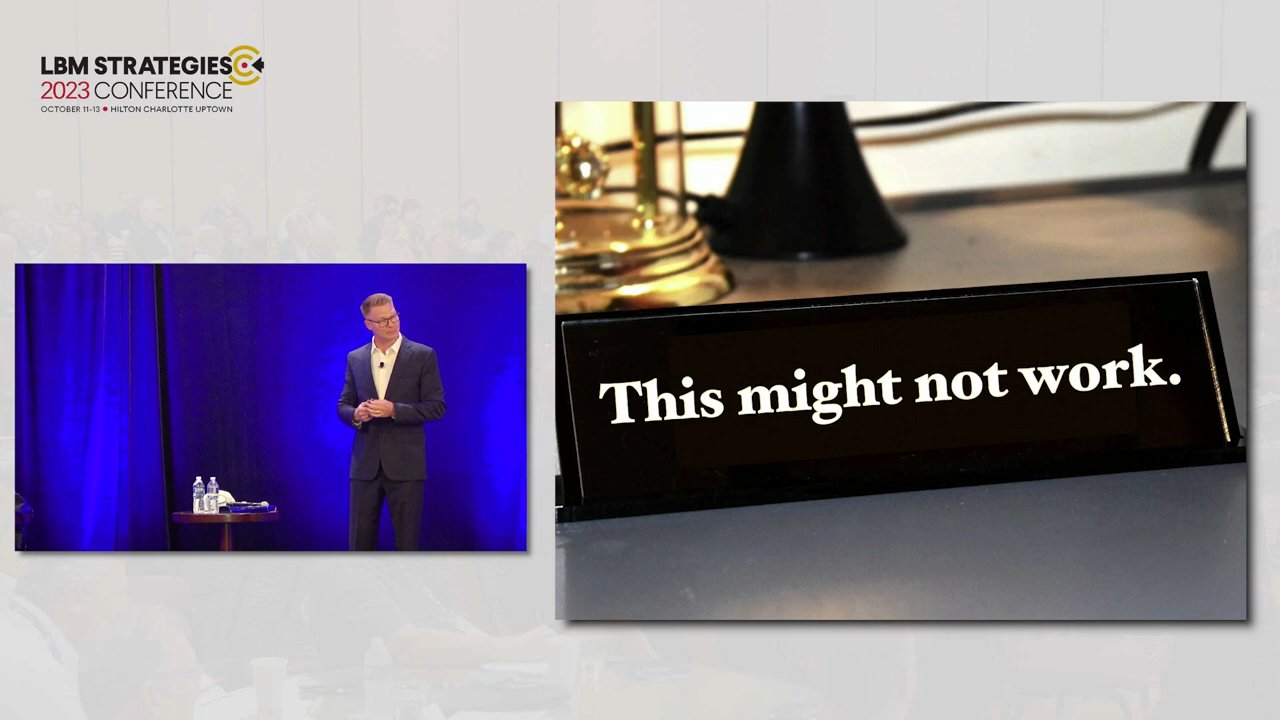 LBM STRATEGIES
2023 CONFERENCE
OCTOBER 11-13 • HILTON CHARLOTTE UPTOWN
This might not work.